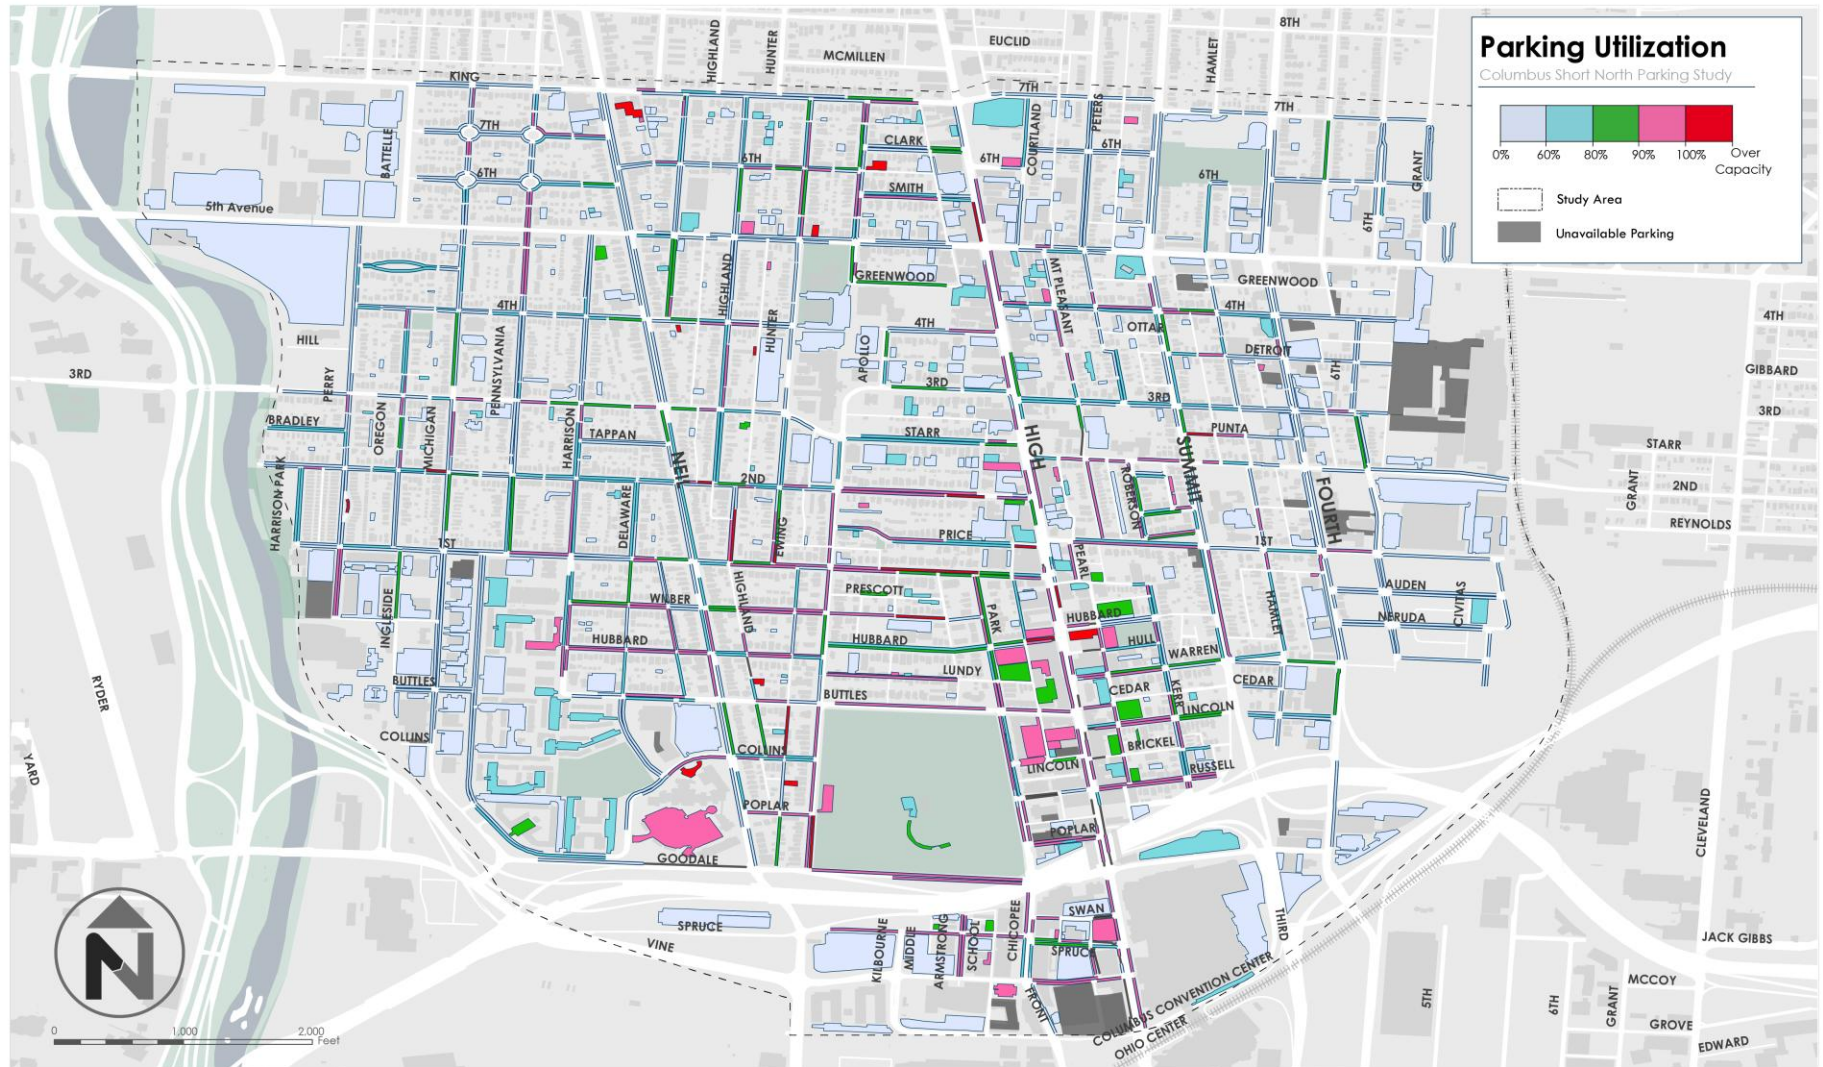 Parking Utilization
Columbus Short North Parking Study
0%
60%
80%
90%
100%
Over
Capacity
Study Area
Unavailable Parking
8TH
EUCLID
MCMILLEN
HIGHLAND
HUNTER
HAMLET
KING
7TH
7TH
7TH
PETERS
COURTLAND
BATTELLE
CLARK
6TH
6TH
6TH
6TH
6TH
GRANT
SMITH
5th Avenue
6TH
GREENWOOD
GREENWOOD
HIGHLAND
MT PLEASANT
4TH
4TH
4TH
4TH
HILL
PENNSYLVANIA
HUNTER
APOLLO
OTTAR
DETROIT
6TH
3RD
PERRY
3RD
3RD
GIBBARD
3RD
BRADLEY
OREGON
MICHIGAN
HARRISON
TAPPAN
STARR
HIGH
PUNTA
STARR
NEIL
SUMMIT
2ND
2ND
GRANT
HARRISON PARK
DELAWARE
EWING
ROBERSON
FOURTH
REYNOLDS
1ST
PRICE
1ST
PEARL
INGLESIDE
WILBER
HIGHLAND
PRESCOTT
PARK
HUBBARD
HAMLET
AUDEN
CIVITAS
NERUDA
HUBBARD
HUBBARD
HULL
WARREN
LUNDY
BUTTLES
BUTTLES
CEDAR
KERR
CEDAR
LINCOLN
RYDER
COLLINS
COLLINS
BRICKEL
LINCOLN
RUSSELL
YARD
POPLAR
POPLAR
GOODALE
CLEVELAND
SPRUCE
VINE
KILBOURNE
MIDDLE
ARMSTRONG
SCHOOL
CHICOPEE
SWAN
SPRUCE
THIRD
JACK GIBBS
FRONT
COLUMBUS CONVENTION CENTER
OHIO CENTER
5TH
6TH
GRANT
MCCOY
GROVE
EDWARD
N
0
1,000
2,000
Feet